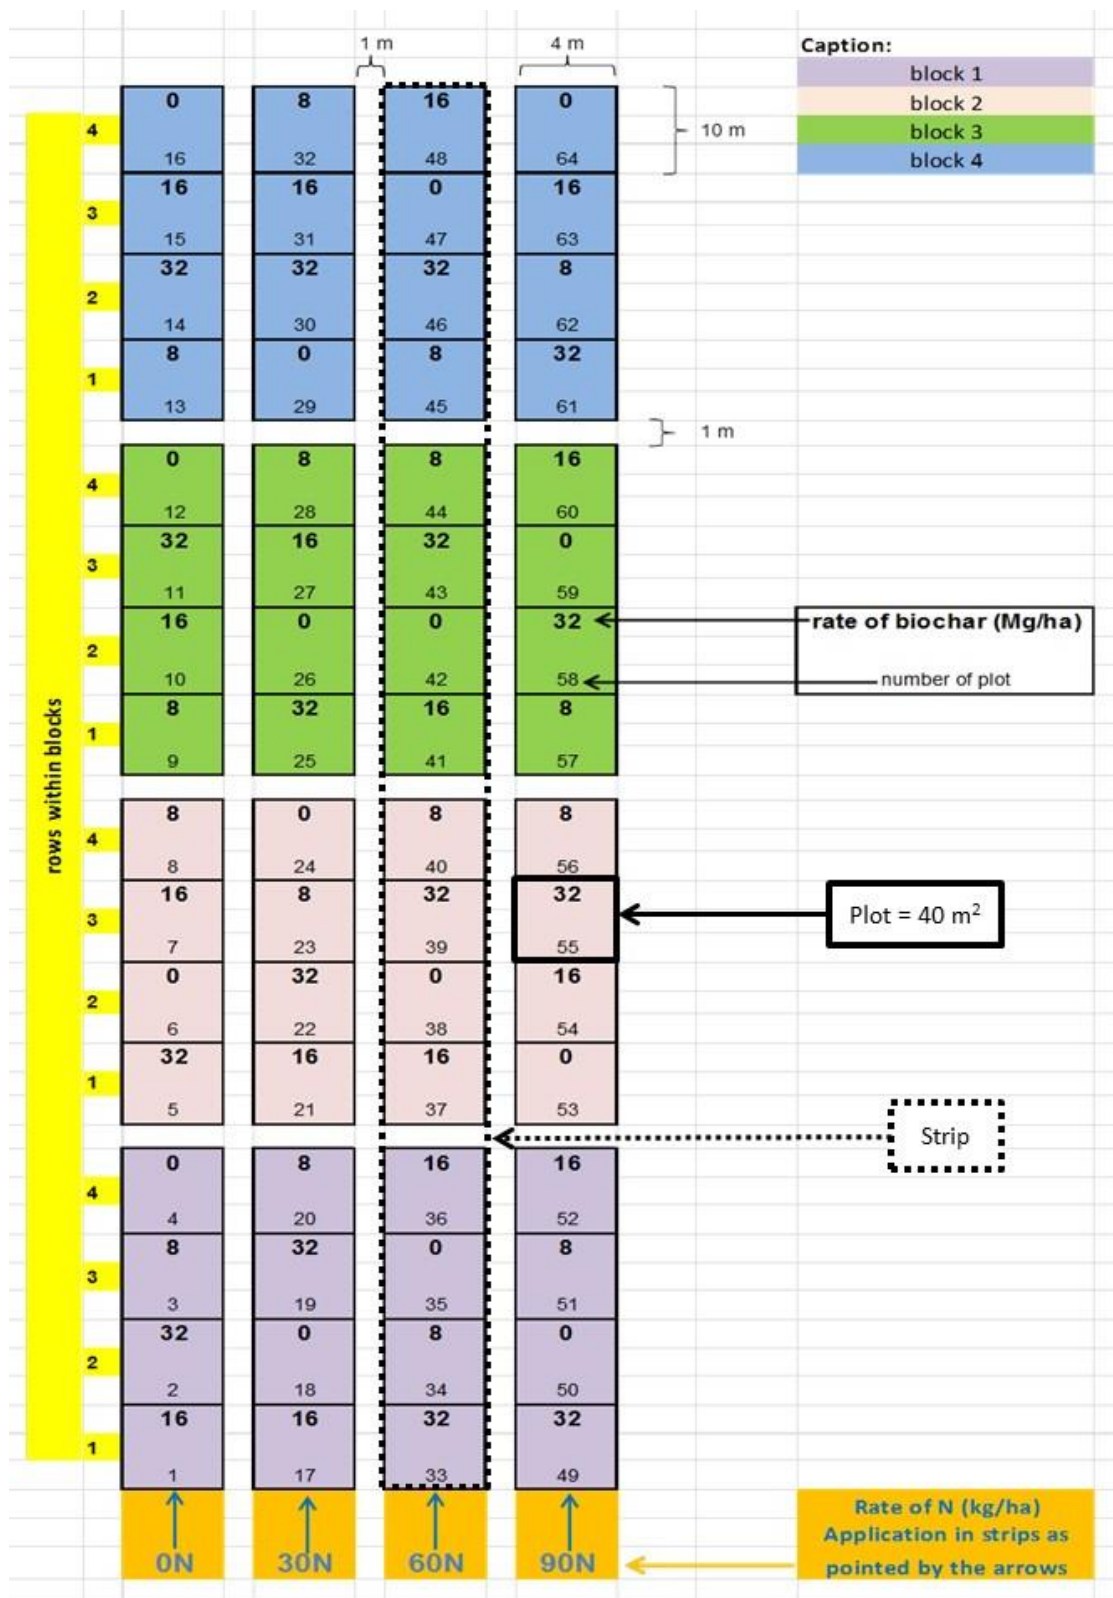 1 m 4 m Caption:
block 1
block 2
block 3
block 4
10 m
4 0 8 16 0
16 32 48 64
3 16 16 0 16
15 31 47 63
2 32 32 32 8
14 30 46 62
1 8 0 8 32
13 29 45 61
1 m
4 0 8 8 16
12 28 44 60
3 32 16 32 0
11 27 43 59
2 16 0 0 32 rate of biochar (Mg/ha)
10 26 42 58 number of plot
1 8 32 16 8
9 25 41 57
rows within blocks
4 8 0 8 8
8 24 40 56
3 16 8 32 32 Plot = 40 m²
7 23 39 55
2 0 32 0 16
6 22 38 54
1 32 16 16 0
5 21 37 53
Strip
4 0 8 16 16
4 20 36 52
3 8 32 0 8
3 19 35 51
2 32 0 8 0
2 18 34 50
1 16 16 32 32
1 17 33 49
0N 30N 60N 90N
Rate of N (kg/ha)
Application in strips as
pointed by the arrows